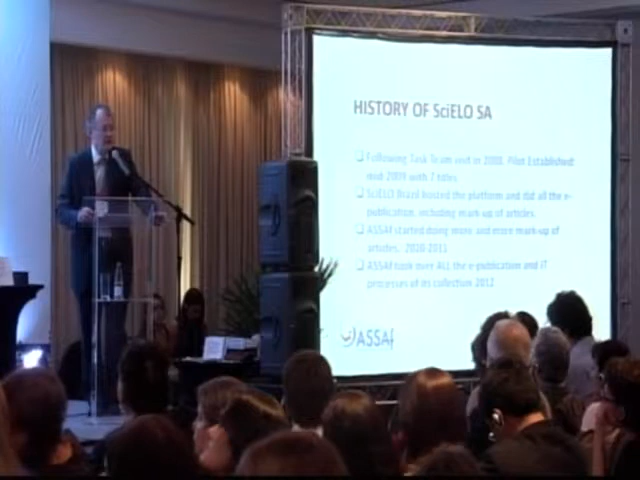 HISTORY OF SciELO SA
Following Task Team visit in 2008. Pilot Established
mid-2009 with 7 titles.
SciELO Brazil hosted the platform and did all the e-
publication, including mark-up of articles.
ASSAf started doing more and more mark-up of
articles. 2010-2011
ASSAf took over ALL the e-publication and IT
processes of its collection 2012
ASSAf